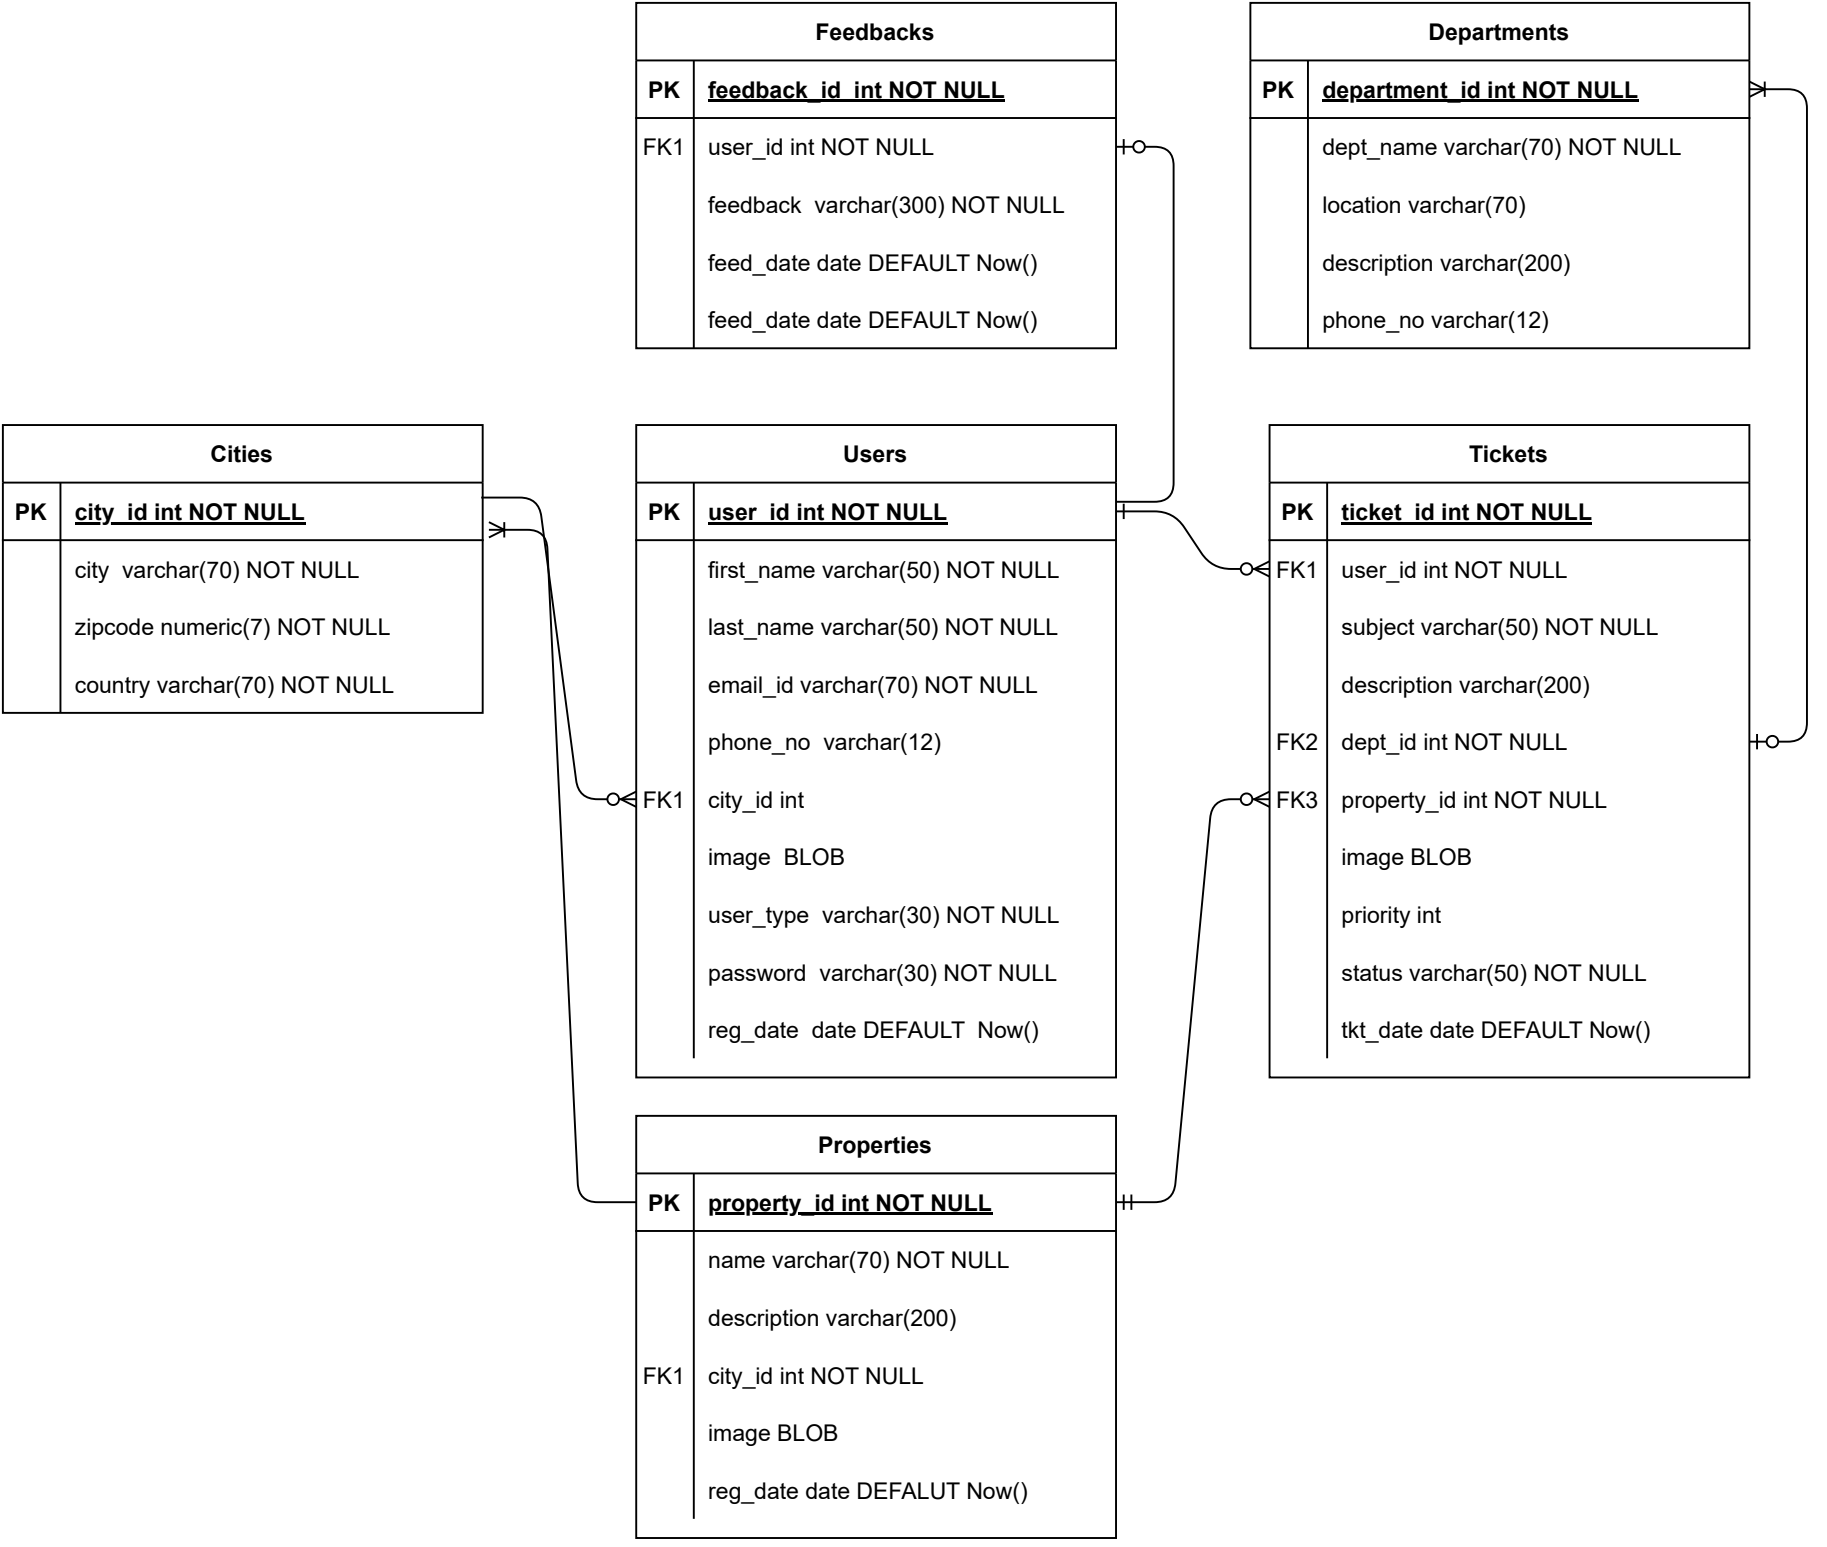 Feedbacks
PK feedback_id  int NOT NULL
FK1 user_id int NOT NULL
feedback  varchar(300) NOT NULL
feed_date date DEFAULT Now()
feed_date date DEFAULT Now()
Departments
PK department_id int NOT NULL
dept_name varchar(70) NOT NULL
location varchar(70)
description varchar(200)
phone_no varchar(12)
Cities
PK city_id int NOT NULL
city  varchar(70) NOT NULL
zipcode numeric(7) NOT NULL
country varchar(70) NOT NULL
Users
PK user_id int NOT NULL
first_name varchar(50) NOT NULL
last_name varchar(50) NOT NULL
email_id varchar(70) NOT NULL
phone_no  varchar(12)
FK1 city_id int
image  BLOB
user_type  varchar(30) NOT NULL
password  varchar(30) NOT NULL
reg_date  date DEFAULT  Now()
Tickets
PK ticket_id int NOT NULL
FK1 user_id int NOT NULL
subject varchar(50) NOT NULL
description varchar(200)
FK2 dept_id int NOT NULL
FK3 property_id int NOT NULL
image BLOB
priority int
status varchar(50) NOT NULL
tkt_date date DEFAULT Now()
Properties
PK property_id int NOT NULL
name varchar(70) NOT NULL
description varchar(200)
FK1 city_id int NOT NULL
image BLOB
reg_date date DEFALUT Now()